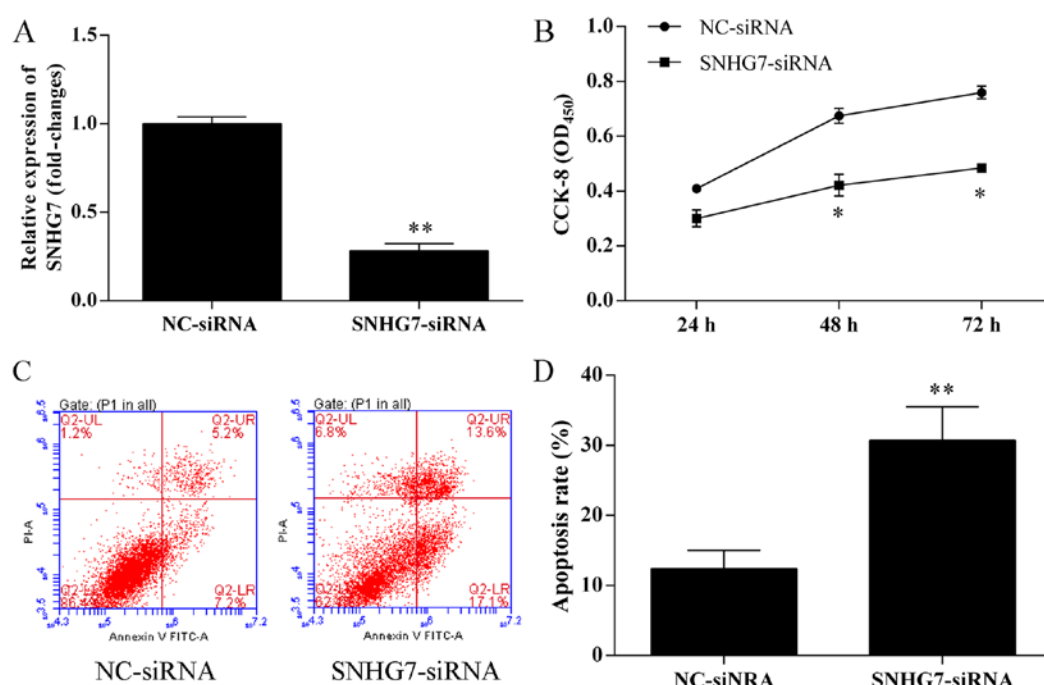 A
Relative expression of
SNHG7 (fold-changes)
1.5
1.0
0.5
0.0
**
NC-siRNA
SNHG7-siRNA
B
CCK-8 (OD450)
1.0
0.8
0.6
0.4
0.2
0.0
NC-siRNA
SNHG7-siRNA
*
*
24 h
48 h
72 h
C
Gate: (P1 in all)
Q2-UL
1.2%
Q2-UR
5.2%
Q2-LR
7.2%
PI-A
Annexin V FITC-A
NC-siRNA
Gate: (P1 in all)
Q2-UL
6.8%
Q2-UR
13.6%
Q2-LR
17.1%
PI-A
Annexin V FITC-A
SNHG7-siRNA
D
Apoptosis rate (%)
40
30
20
10
0
**
NC-siNRA
SNHG7-siRNA